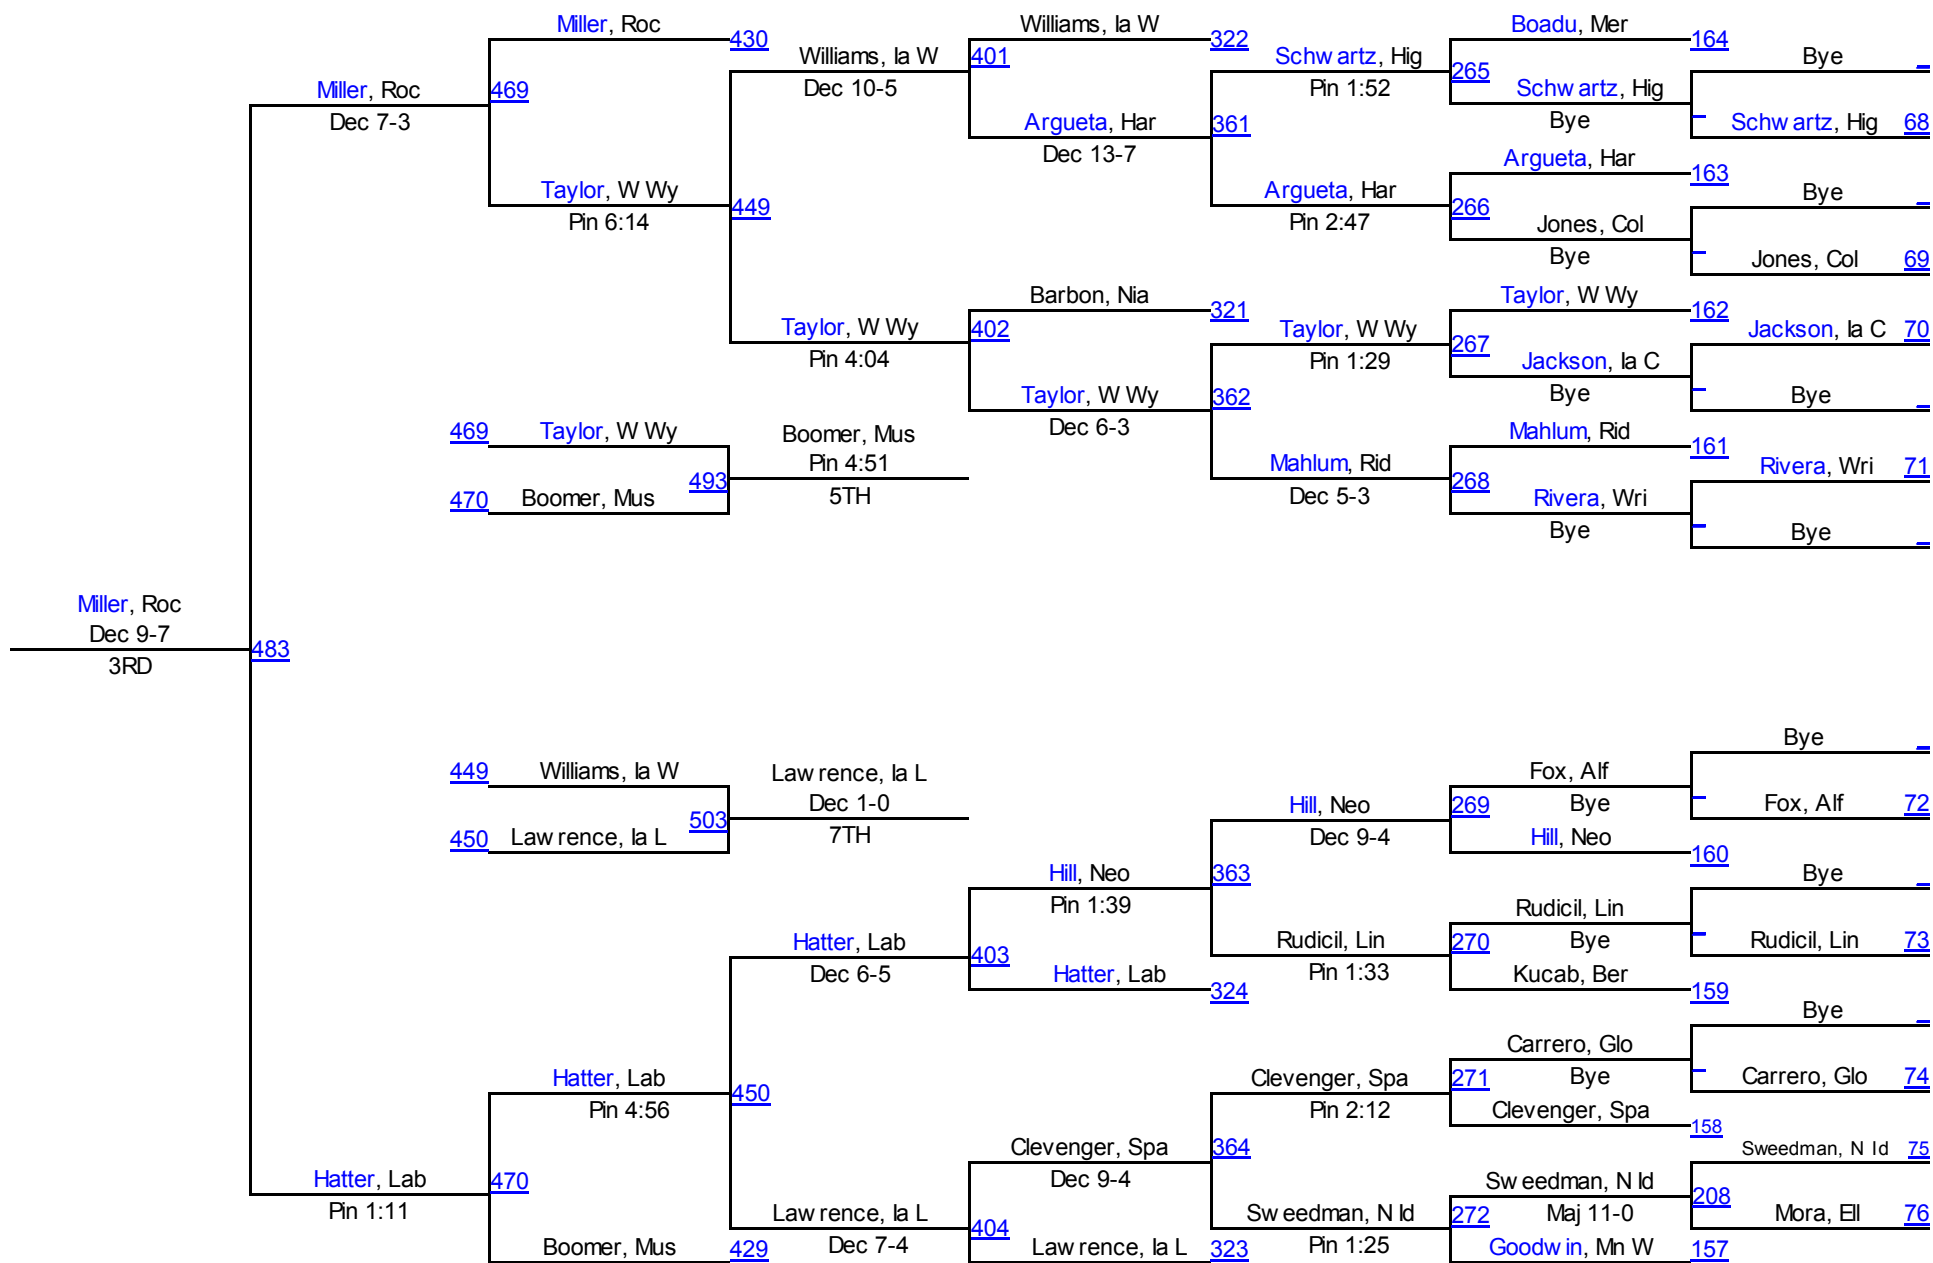 Miller, Roc
430
Williams, Ia W
322
Boadu, Mer
164
Bye
Williams, Ia W
Dec 10-5
401
Schwartz, Hig
Pin 1:52
265
Schwartz, Hig
Bye
Schwartz, Hig 68
Miller, Roc
Dec 7-3
469
Argueta, Har
Dec 13-7
361
Argueta, Har
163
Bye
Taylor, W Wy
Pin 6:14
449
Argueta, Har
Pin 2:47
266
Jones, Col
Bye
Jones, Col 69
Barbon, Nia
321
Taylor, W Wy
162
Jackson, Ia C 70
Taylor, W Wy
Pin 4:04
402
Taylor, W Wy
Pin 1:29
267
Jackson, Ia C
Bye
Bye
Taylor, W Wy
Dec 6-3
362
469 Taylor, W Wy
Boomer, Mus
Pin 4:51
5TH
493
470 Boomer, Mus
Mahlum, Rid
161
Rivera, Wri 71
Mahlum, Rid
Dec 5-3
268
Rivera, Wri
Bye
Bye
Miller, Roc
Dec 9-7
3RD
483
Bye
449 Williams, Ia W
Lawrence, Ia L
Dec 1-0
7TH
503
450 Lawrence, Ia L
Fox, Alf
Bye
Fox, Alf 72
Hill, Neo
Dec 9-4
269
Hill, Neo
160
Hill, Neo
Pin 1:39
363
Bye
Rudicil, Lin
Bye
Rudicil, Lin 73
Hatter, Lab
Dec 6-5
403
Rudicil, Lin
Pin 1:33
270
Hatter, Lab
324
Kucab, Ber
159
Bye
Carrero, Glo
Bye
Carrero, Glo 74
Hatter, Lab
Pin 4:56
450
Clevenger, Spa
Pin 2:12
271
Clevenger, Spa
158
Clevenger, Spa
Dec 9-4
364
Sweedman, N Id 75
Hatter, Lab
Pin 1:11
470
Sweedman, N Id
Maj 11-0
208
Mora, Ell 76
Lawrence, Ia L
Dec 7-4
404
Sweedman, N Id
Pin 1:25
272
Boomer, Mus
429
Lawrence, Ia L
323
Goodwin, Mn W
157